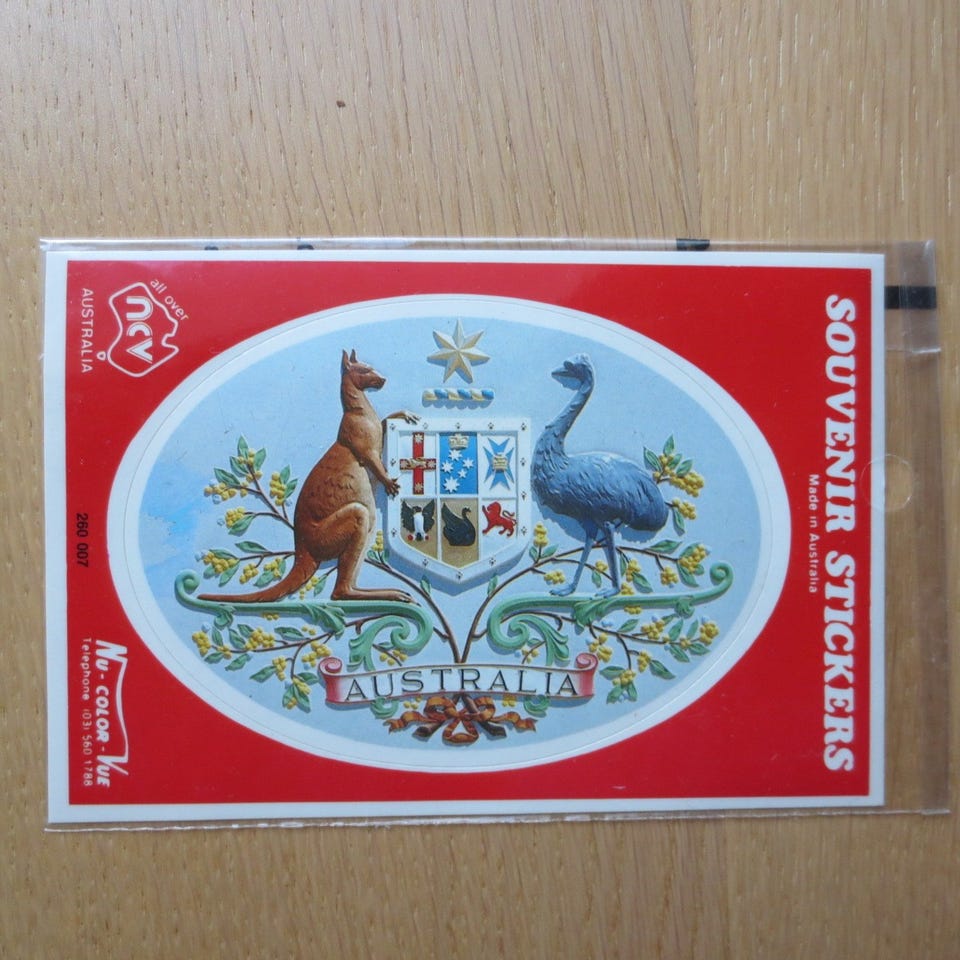 SOUVENIR STICKERS
Made in Australia
AUSTRALIA
all over
NCV
AUSTRALIA
260 007
NU-COLOR-VUE
Telephone (03) 560 1788